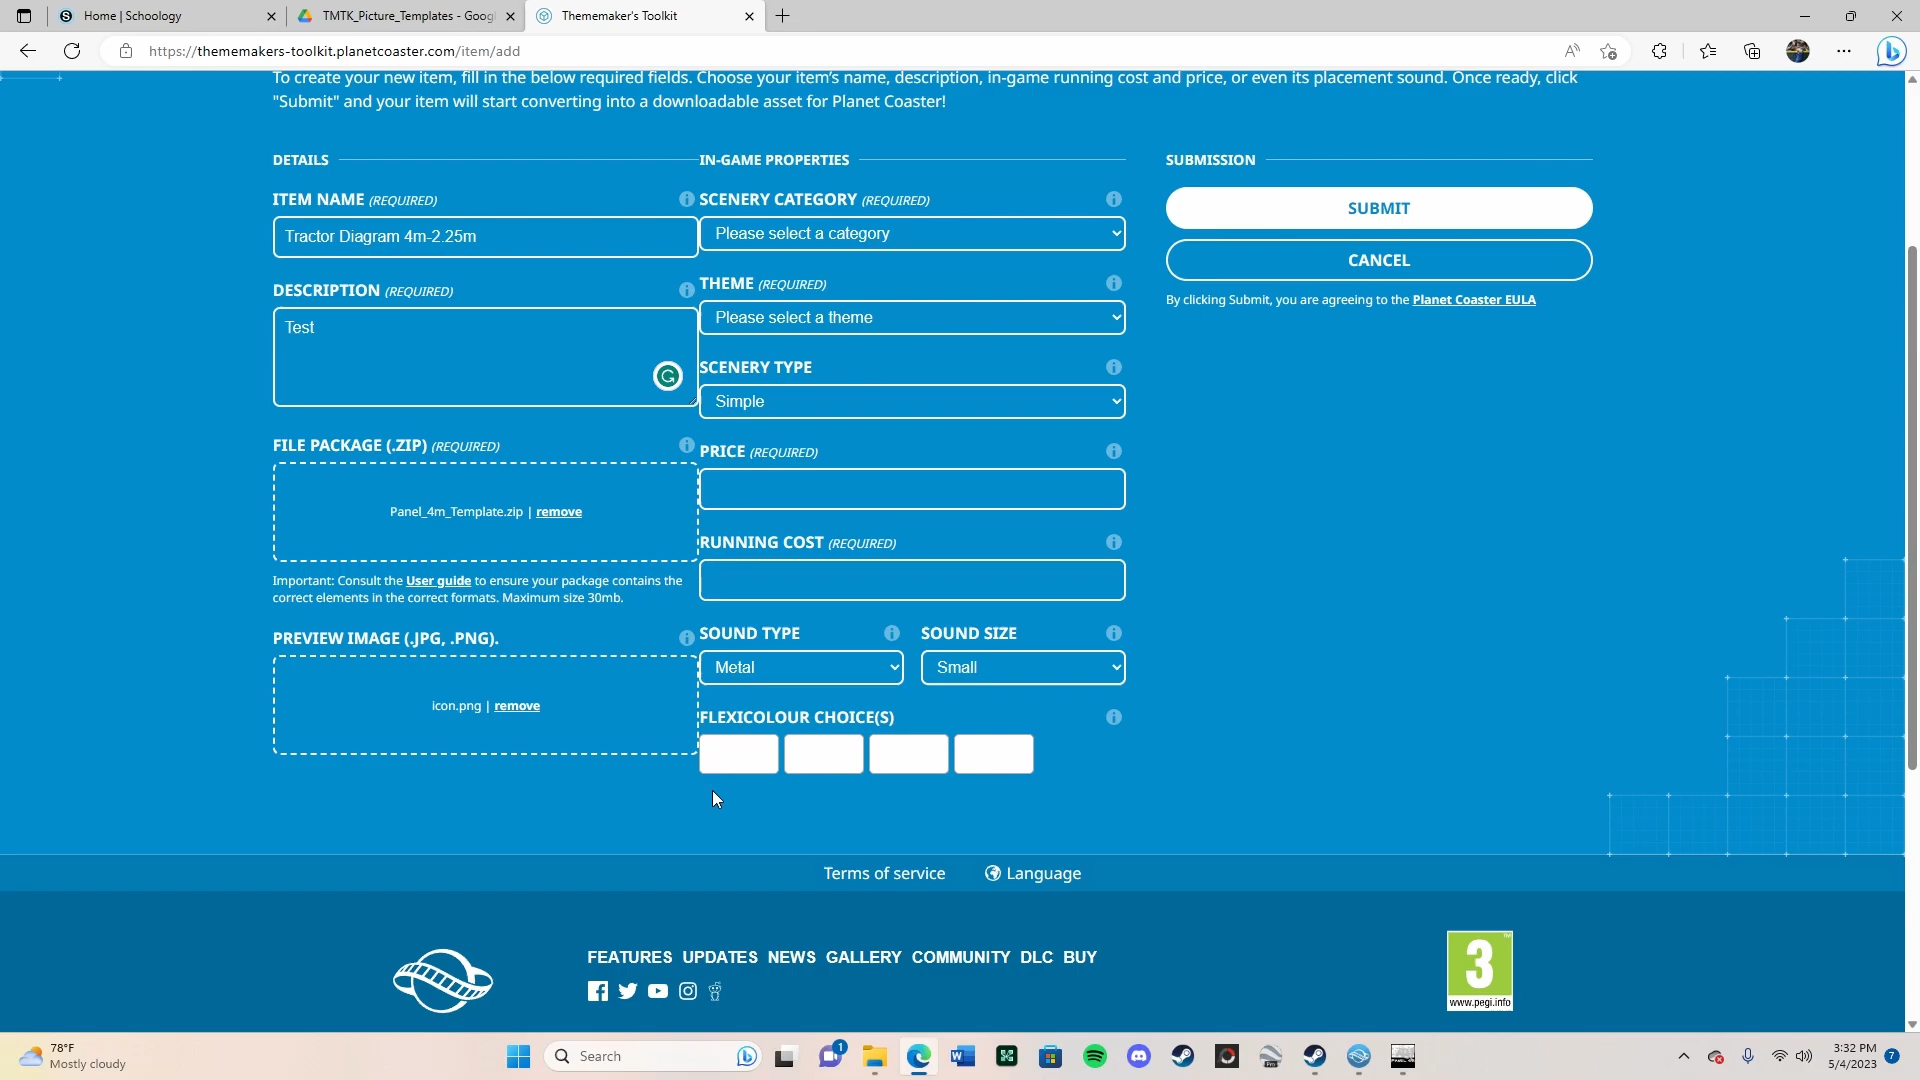 Home | Schoology
TMTK_Picture_Templates - Goog
Thememaker's Toolkit
https://thememakers-toolkit.planetcoaster.com/item/add
To create your new item, fill in the below required fields. Choose your item's name, description, in-game running cost and price, or even its placement sound. Once ready, click
"Submit" and your item will start converting into a downloadable asset for Planet Coaster!
DETAILS
ITEM NAME (REQUIRED)
Tractor Diagram 4m-2.25m
DESCRIPTION (REQUIRED)
Test
FILE PACKAGE (.ZIP) (REQUIRED)
Panel_4m_Template.zip | remove
Important: Consult the User guide to ensure your package contains the
correct elements in the correct formats. Maximum size 30mb.
PREVIEW IMAGE (.JPG, .PNG).
icon.png | remove
IN-GAME PROPERTIES
SCENERY CATEGORY (REQUIRED)
Please select a category
THEME (REQUIRED)
Please select a theme
SCENERY TYPE
Simple
PRICE (REQUIRED)
RUNNING COST (REQUIRED)
SOUND TYPE
Metal
SOUND SIZE
Small
FLEXICOLOUR CHOICE(S)
SUBMISSION
SUBMIT
CANCEL
By clicking Submit, you are agreeing to the Planet Coaster EULA
Terms of service
Language
FEATURES UPDATES NEWS GALLERY COMMUNITY DLC BUY
3
www.pegi.info
78°F
Mostly cloudy
Search
1
3:32 PM
5/4/2023
7